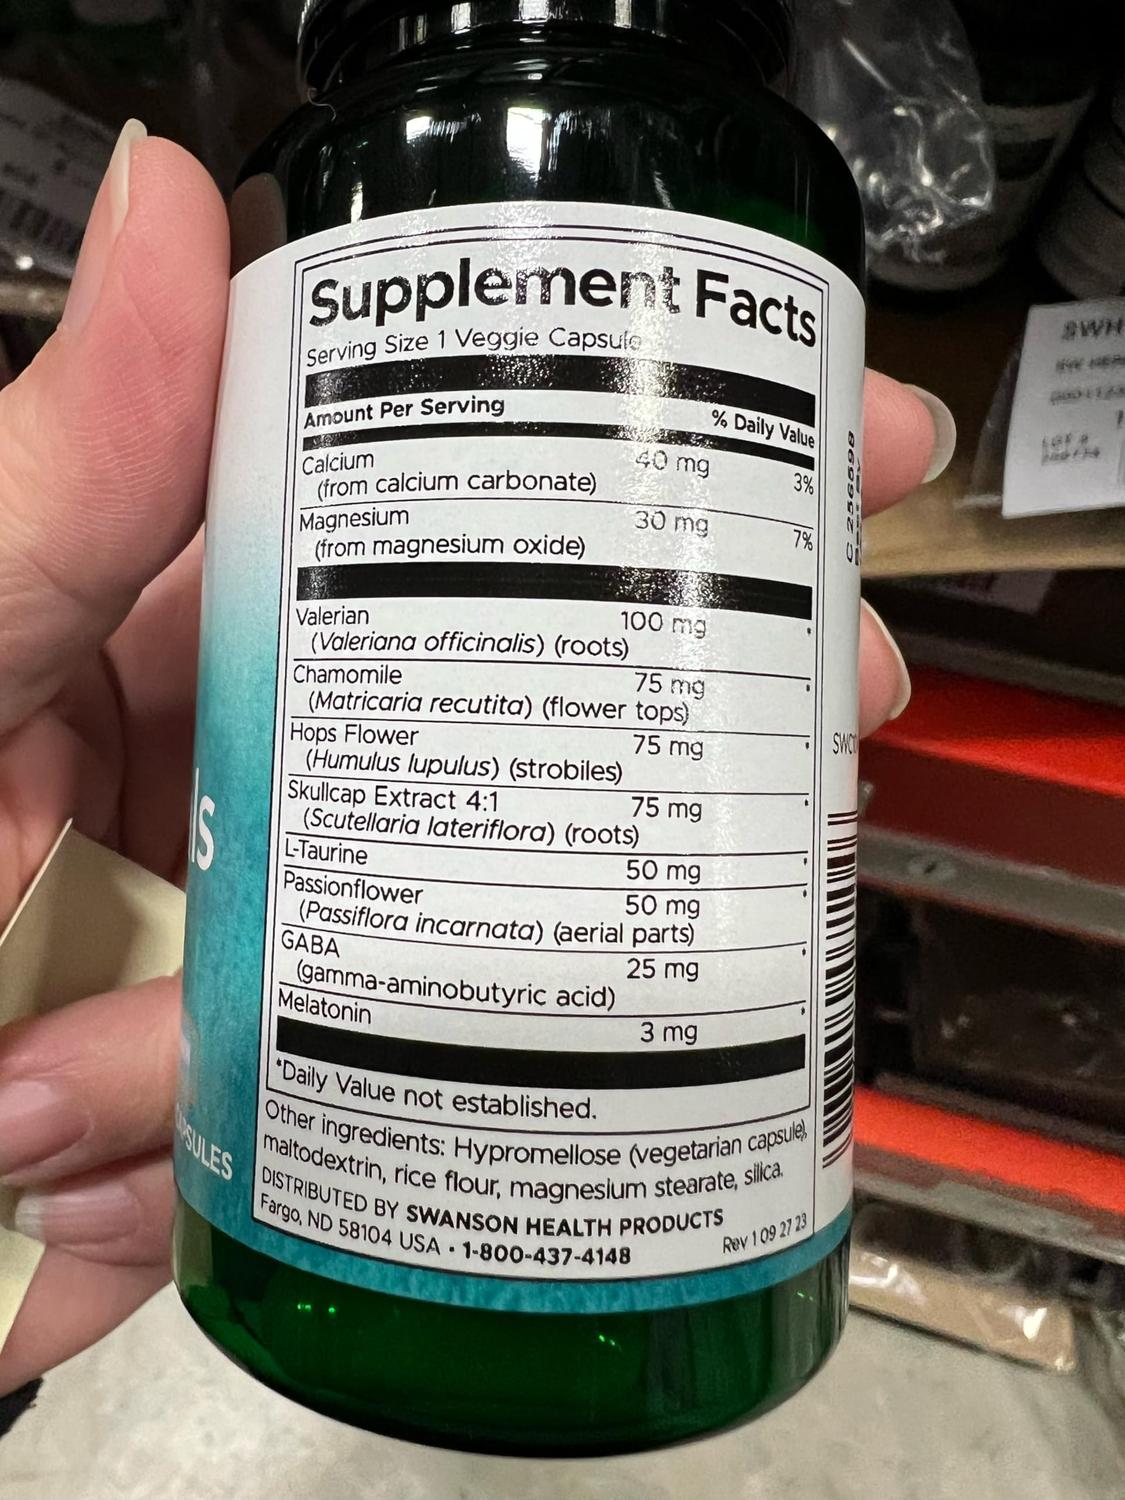 Supplement Facts
Serving Size 1 Veggie Capsule
Amount Per Serving % Daily Value
Calcium 40 mg 3%
(from calcium carbonate)
Magnesium 30 mg 7%
(from magnesium oxide)
Valerian 100 mg *
(Valeriana officinalis) (roots)
Chamomile 75 mg *
(Matricaria recutita) (flower tops)
Hops Flower 75 mg *
(Humulus lupulus) (strobiles)
Skullcap Extract 4:1 75 mg *
(Scutellaria lateriflora) (roots)
L-Taurine 50 mg *
Passionflower 50 mg *
(Passiflora incarnata) (aerial parts)
GABA 25 mg *
(gamma-aminobutyric acid)
Melatonin 3 mg *
*Daily Value not established.
Other ingredients: Hypromellose (vegetarian capsule),
maltodextrin, rice flour, magnesium stearate, silica.
DISTRIBUTED BY SWANSON HEALTH PRODUCTS
Fargo, ND 58104 USA • 1-800-437-4148
Rev 1 09 27 23
C 256598